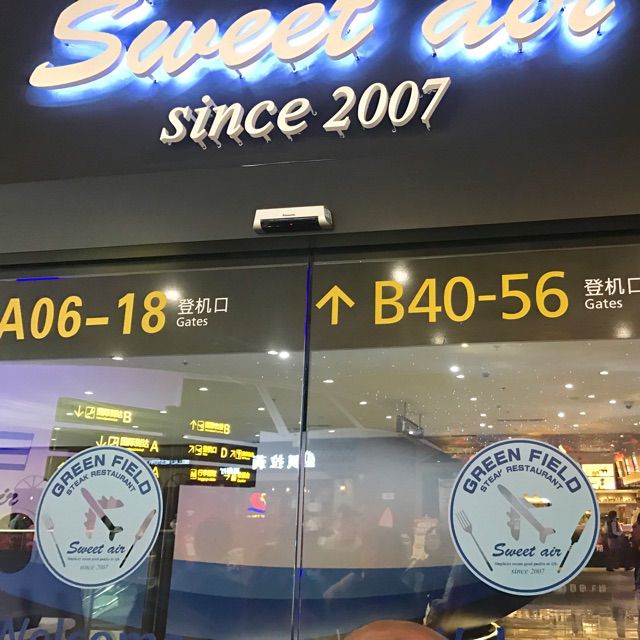 Sweet air
since 2007
A06-18 登机口
Gates
↑ B40-56 登机口
Gates
B
B
A
D
GREEN FIELD
STEAK RESTAURANT
Sweet air
since 2007
GREEN FIELD
STEAK RESTAURANT
Sweet air
since 2007
Welcom